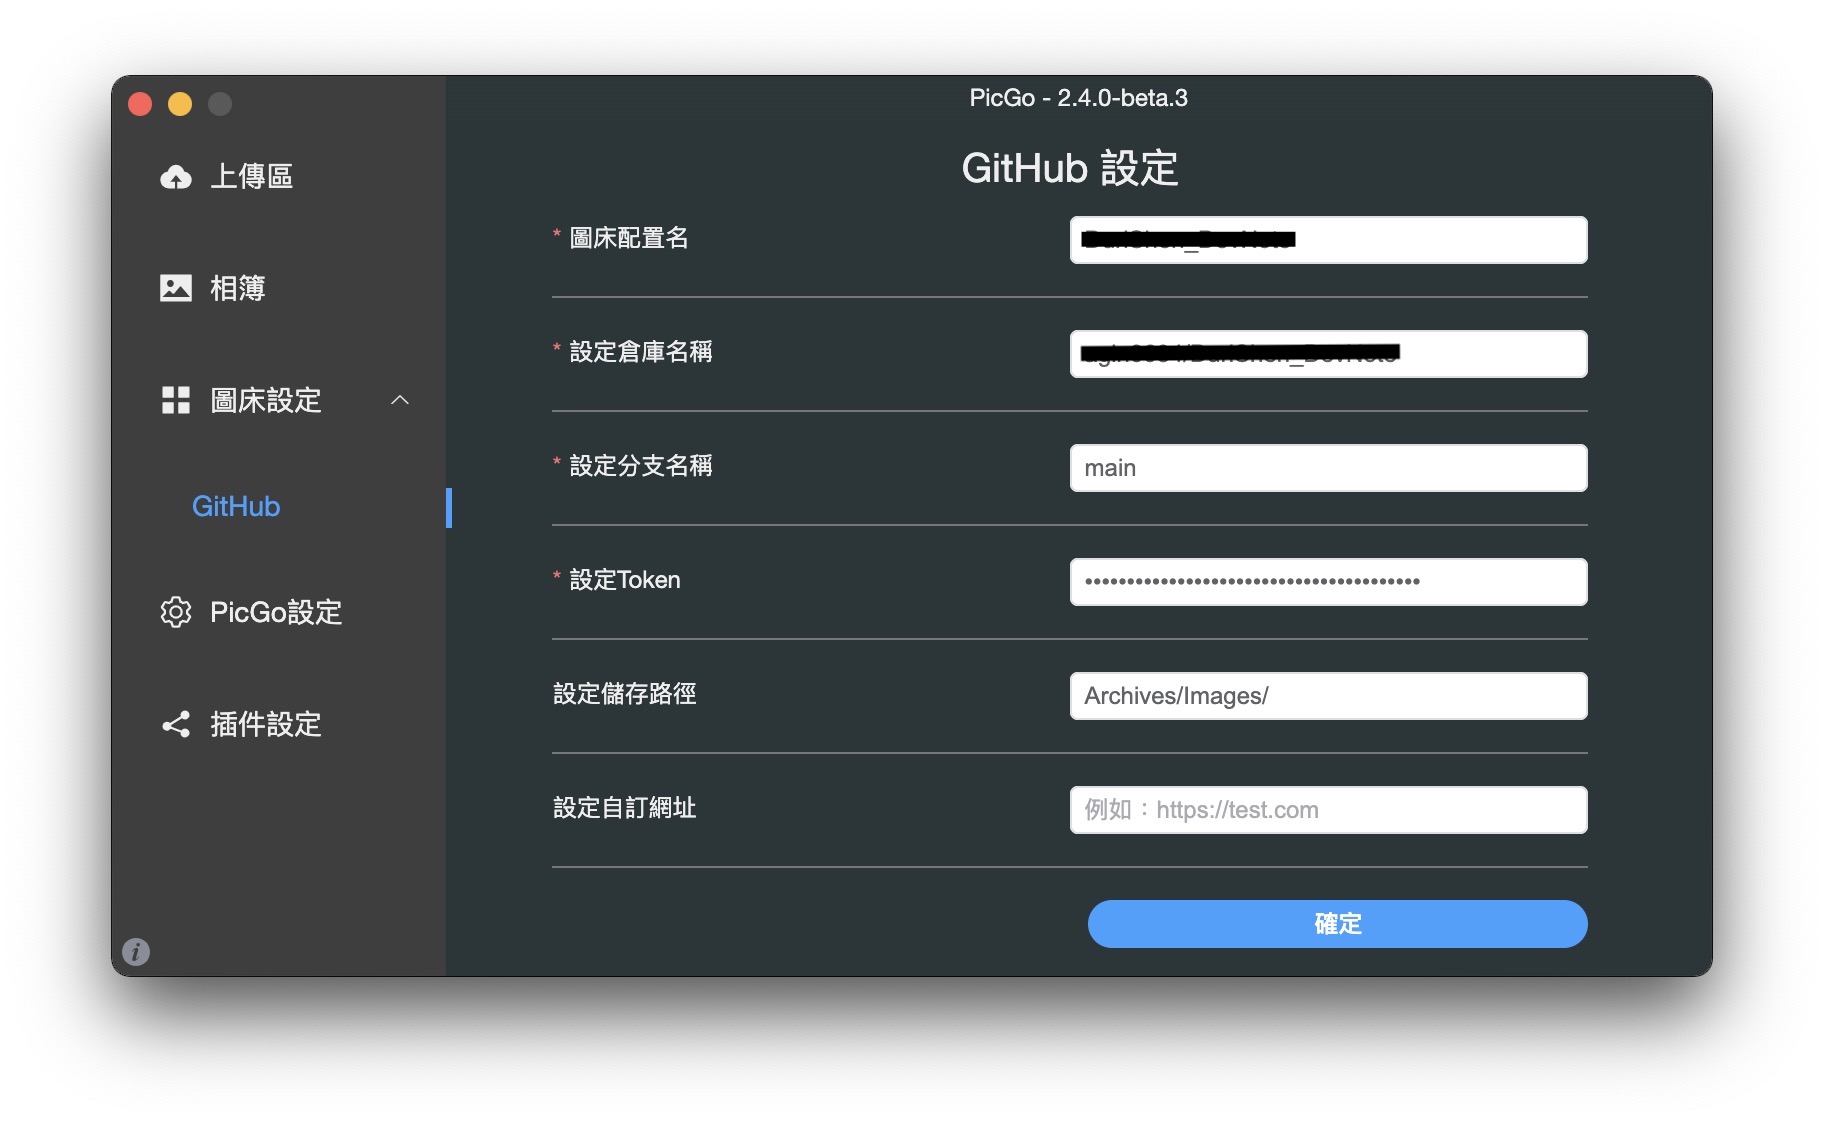 PicGo - 2.4.0-beta.3
上傳區
相簿
圖床設定
GitHub
PicGo設定
插件設定
GitHub 設定
* 圖床配置名
* 設定倉庫名稱
* 設定分支名稱
main
* 設定Token
••••••••••••••••••••••••••••••••••••••••
設定儲存路徑
Archives/Images/
設定自訂網址
例如：https://test.com
確定